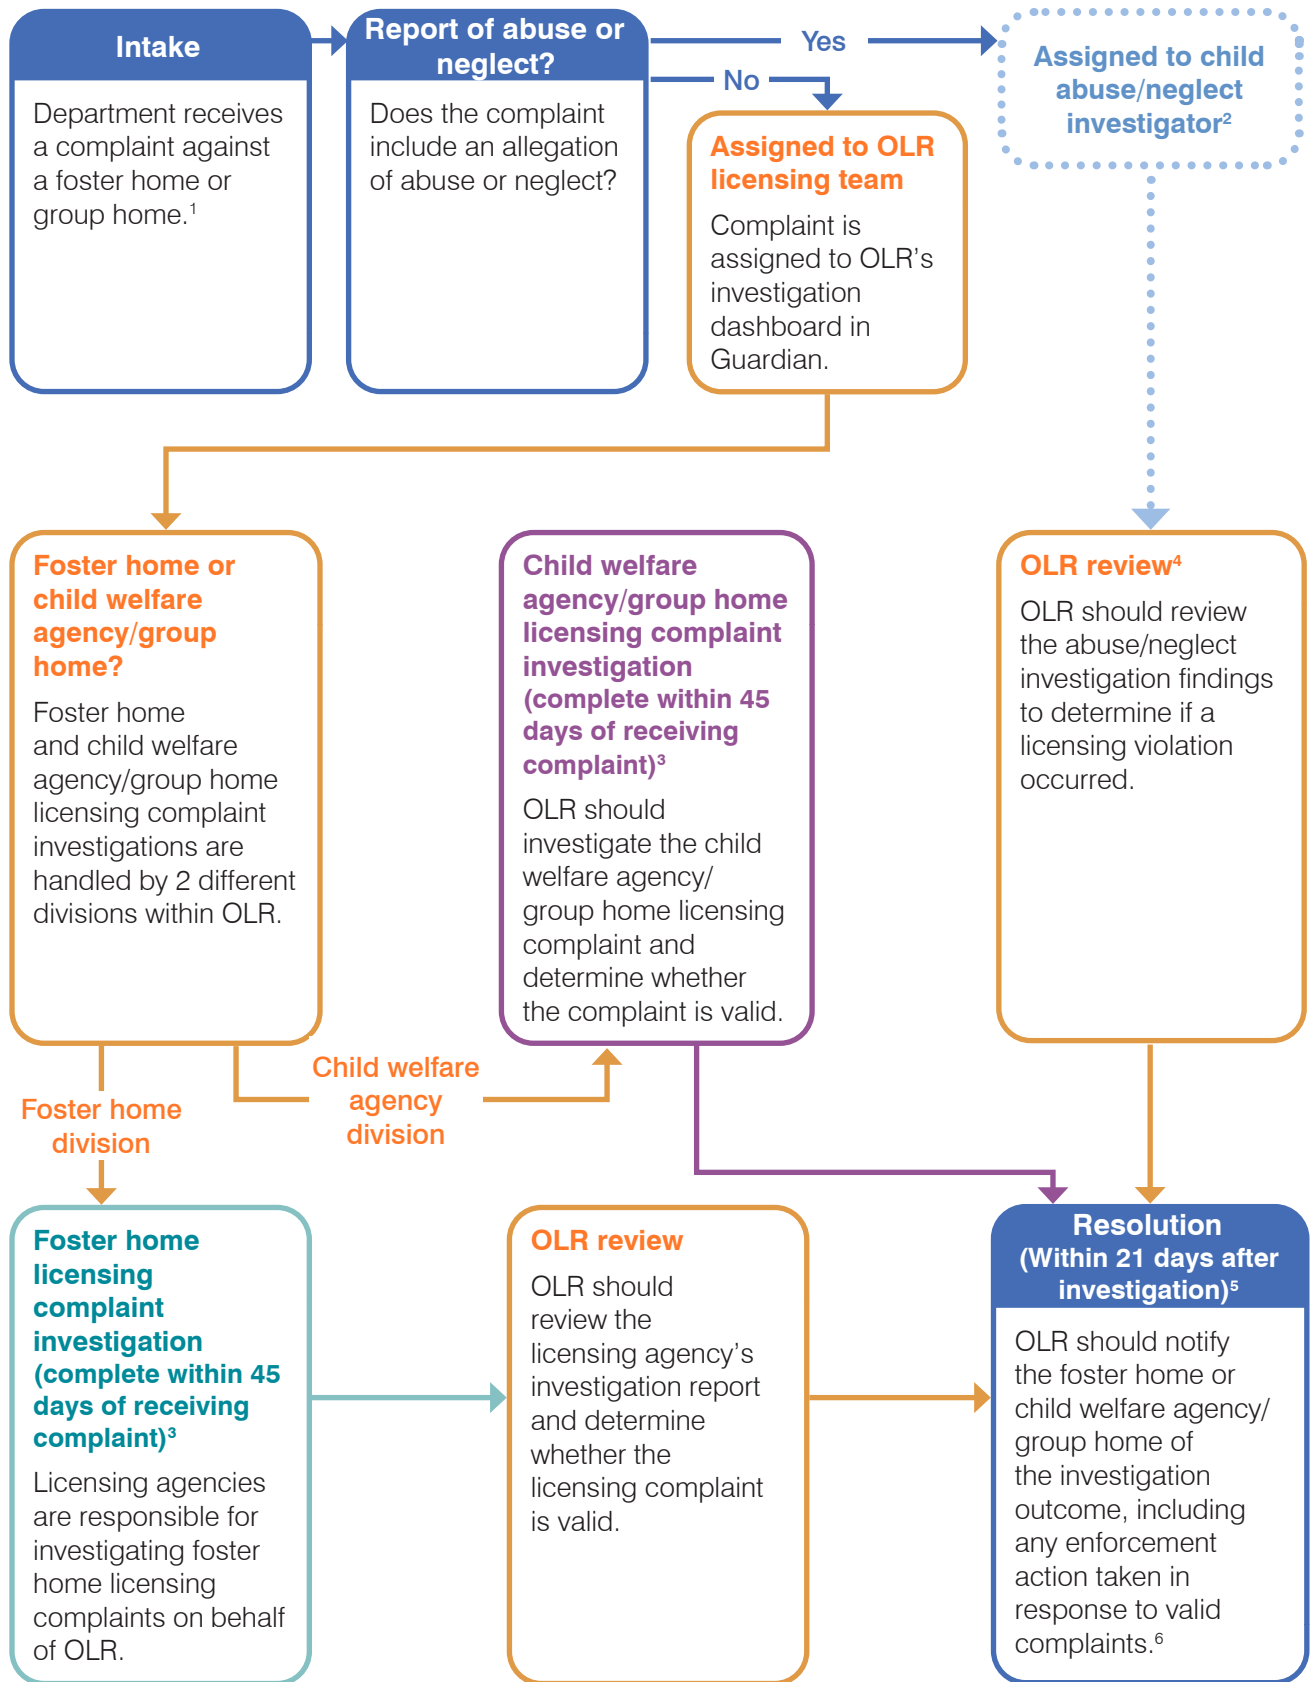 Intake
Department receives
a complaint against
a foster home or
group home.¹
Report of abuse or
neglect?
Does the complaint
include an allegation
of abuse or neglect?
Yes
No
Assigned to child
abuse/neglect
investigator²
Assigned to OLR
licensing team
Complaint is
assigned to OLR’s
investigation
dashboard in
Guardian.
Foster home or
child welfare
agency/group
home?
Foster home
and child welfare
agency/group home
licensing complaint
investigations are
handled by 2 different
divisions within OLR.
Child welfare
agency/group home
licensing complaint
investigation
(complete within 45
days of receiving
complaint)³
OLR should
investigate the child
welfare agency/
group home licensing
complaint and
determine whether
the complaint is valid.
OLR review⁴
OLR should review
the abuse/neglect
investigation findings
to determine if a
licensing violation
occurred.
Foster home
division
Child welfare
agency
division
Foster home
licensing
complaint
investigation
(complete within 45
days of receiving
complaint)³
Licensing agencies
are responsible for
investigating foster
home licensing
complaints on behalf
of OLR.
OLR review
OLR should
review the
licensing agency’s
investigation report
and determine
whether the
licensing complaint
is valid.
Resolution
(Within 21 days after
investigation)⁵
OLR should notify
the foster home or
child welfare agency/
group home of
the investigation
outcome, including
any enforcement
action taken in
response to valid
complaints.⁶